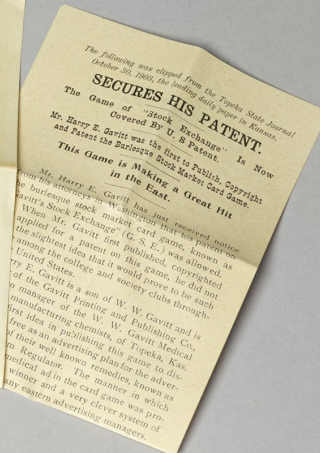 The following was clipped from the Topeka State Journal
October 30, 1903, the leading daily paper in Kansas.
SECURES HIS PATENT.
The Game of "Stock Exchange" Is Now
Covered By U. S Patent.
Mr. Harry E. Gavitt was the first to Publish, Copyright
and Patent the Burlesque Stock Market Card Game.
This Game is Making a Great Hit
in the East.
Mr. Harry E. Gavitt has just received notice
from his attorneys in Washington that his patent on
the burlesque stock market card game, known as
Gavitt's Stock Exchange" (G. S. E.) was allowed.
When Mr. Gavitt first published, copyrighted
applied for a patent on this game, he did not
the slightest idea that it would prove to be such
among the college and society clubs through-
United States.
ry E. Gavitt is a son of W. W. Gavitt and is
of the Gavitt Printing and Publishing Co.,
manager of the W. W. Gavitt Medical
manufacturing chemists, of Topeka, Kas.
first idea in publishing this game to dis-
free as an advertising plan for the adver-
of their well known remedies, known as
n Regulator. The manner in which
medical ad in the card game was pro-
winner and a very clever system of
ny eastern advertising managers.